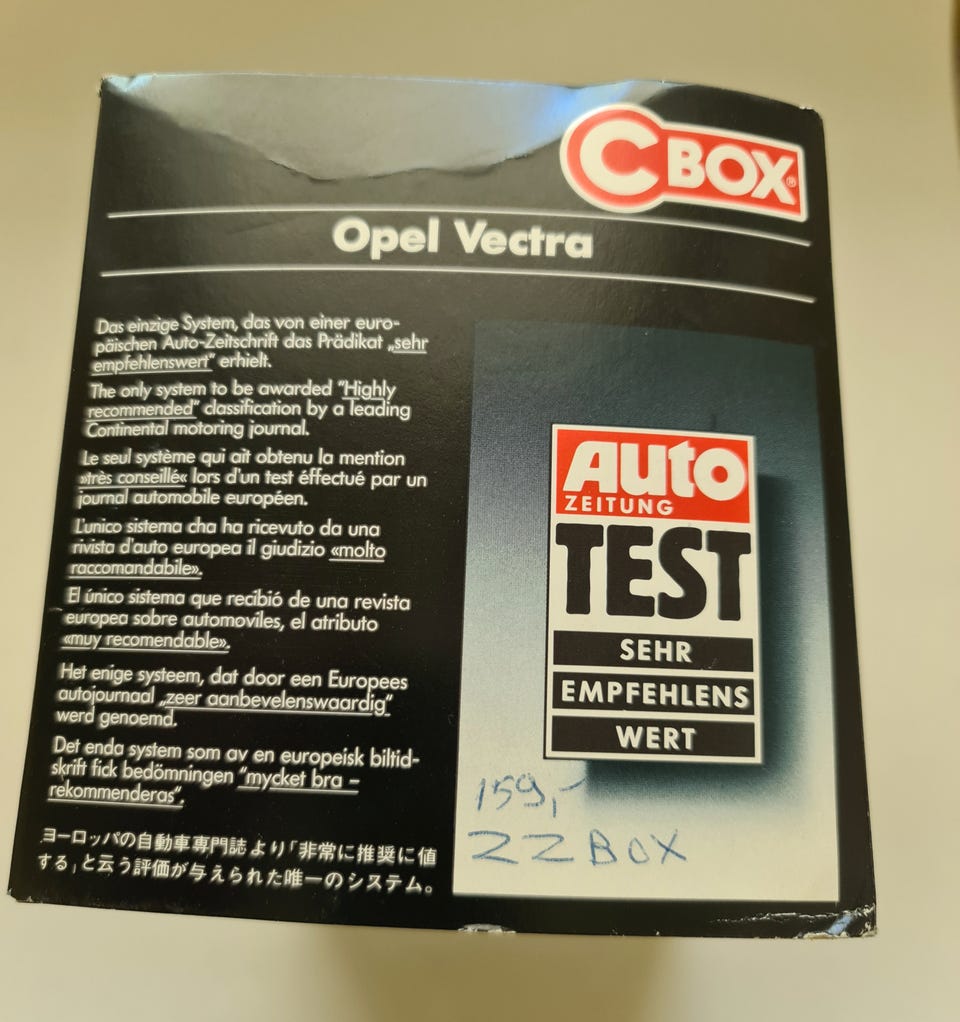 CBOX®
Opel Vectra
Das einzige System, das von einer euro-
päischen Auto-Zeitschrift das Prädikat „sehr
empfehlenswert" erhielt.
The only system to be awarded "Highly
recommended" classification by a leading
Continental motoring journal.
Le seul système qui ait obtenu la mention
»très conseillé« lors d'un test éffectué par un
journal automobile européen.
L'unico sistema cha ha ricevuto da una
rivista d'auto europea il giudizio «molto
raccomandabile».
El único sistema que recibió de una revista
europea sobre automoviles, el atributo
«muy recomendable».
Het enige systeem, dat door een Europees
autojournaal „zeer aanbevelenswaardig"
werd genoemd.
Det enda system som av en europeisk biltid-
skrift fick bedömningen "mycket bra –
rekommenderas".
ヨーロッパの自動車専門誌より「非常に推奨に値
する」と云う評価が与えられた唯一のシステム。
Auto
ZEITUNG
TEST
SEHR
EMPFEHLENS
WERT
159,-
ZZ BOX